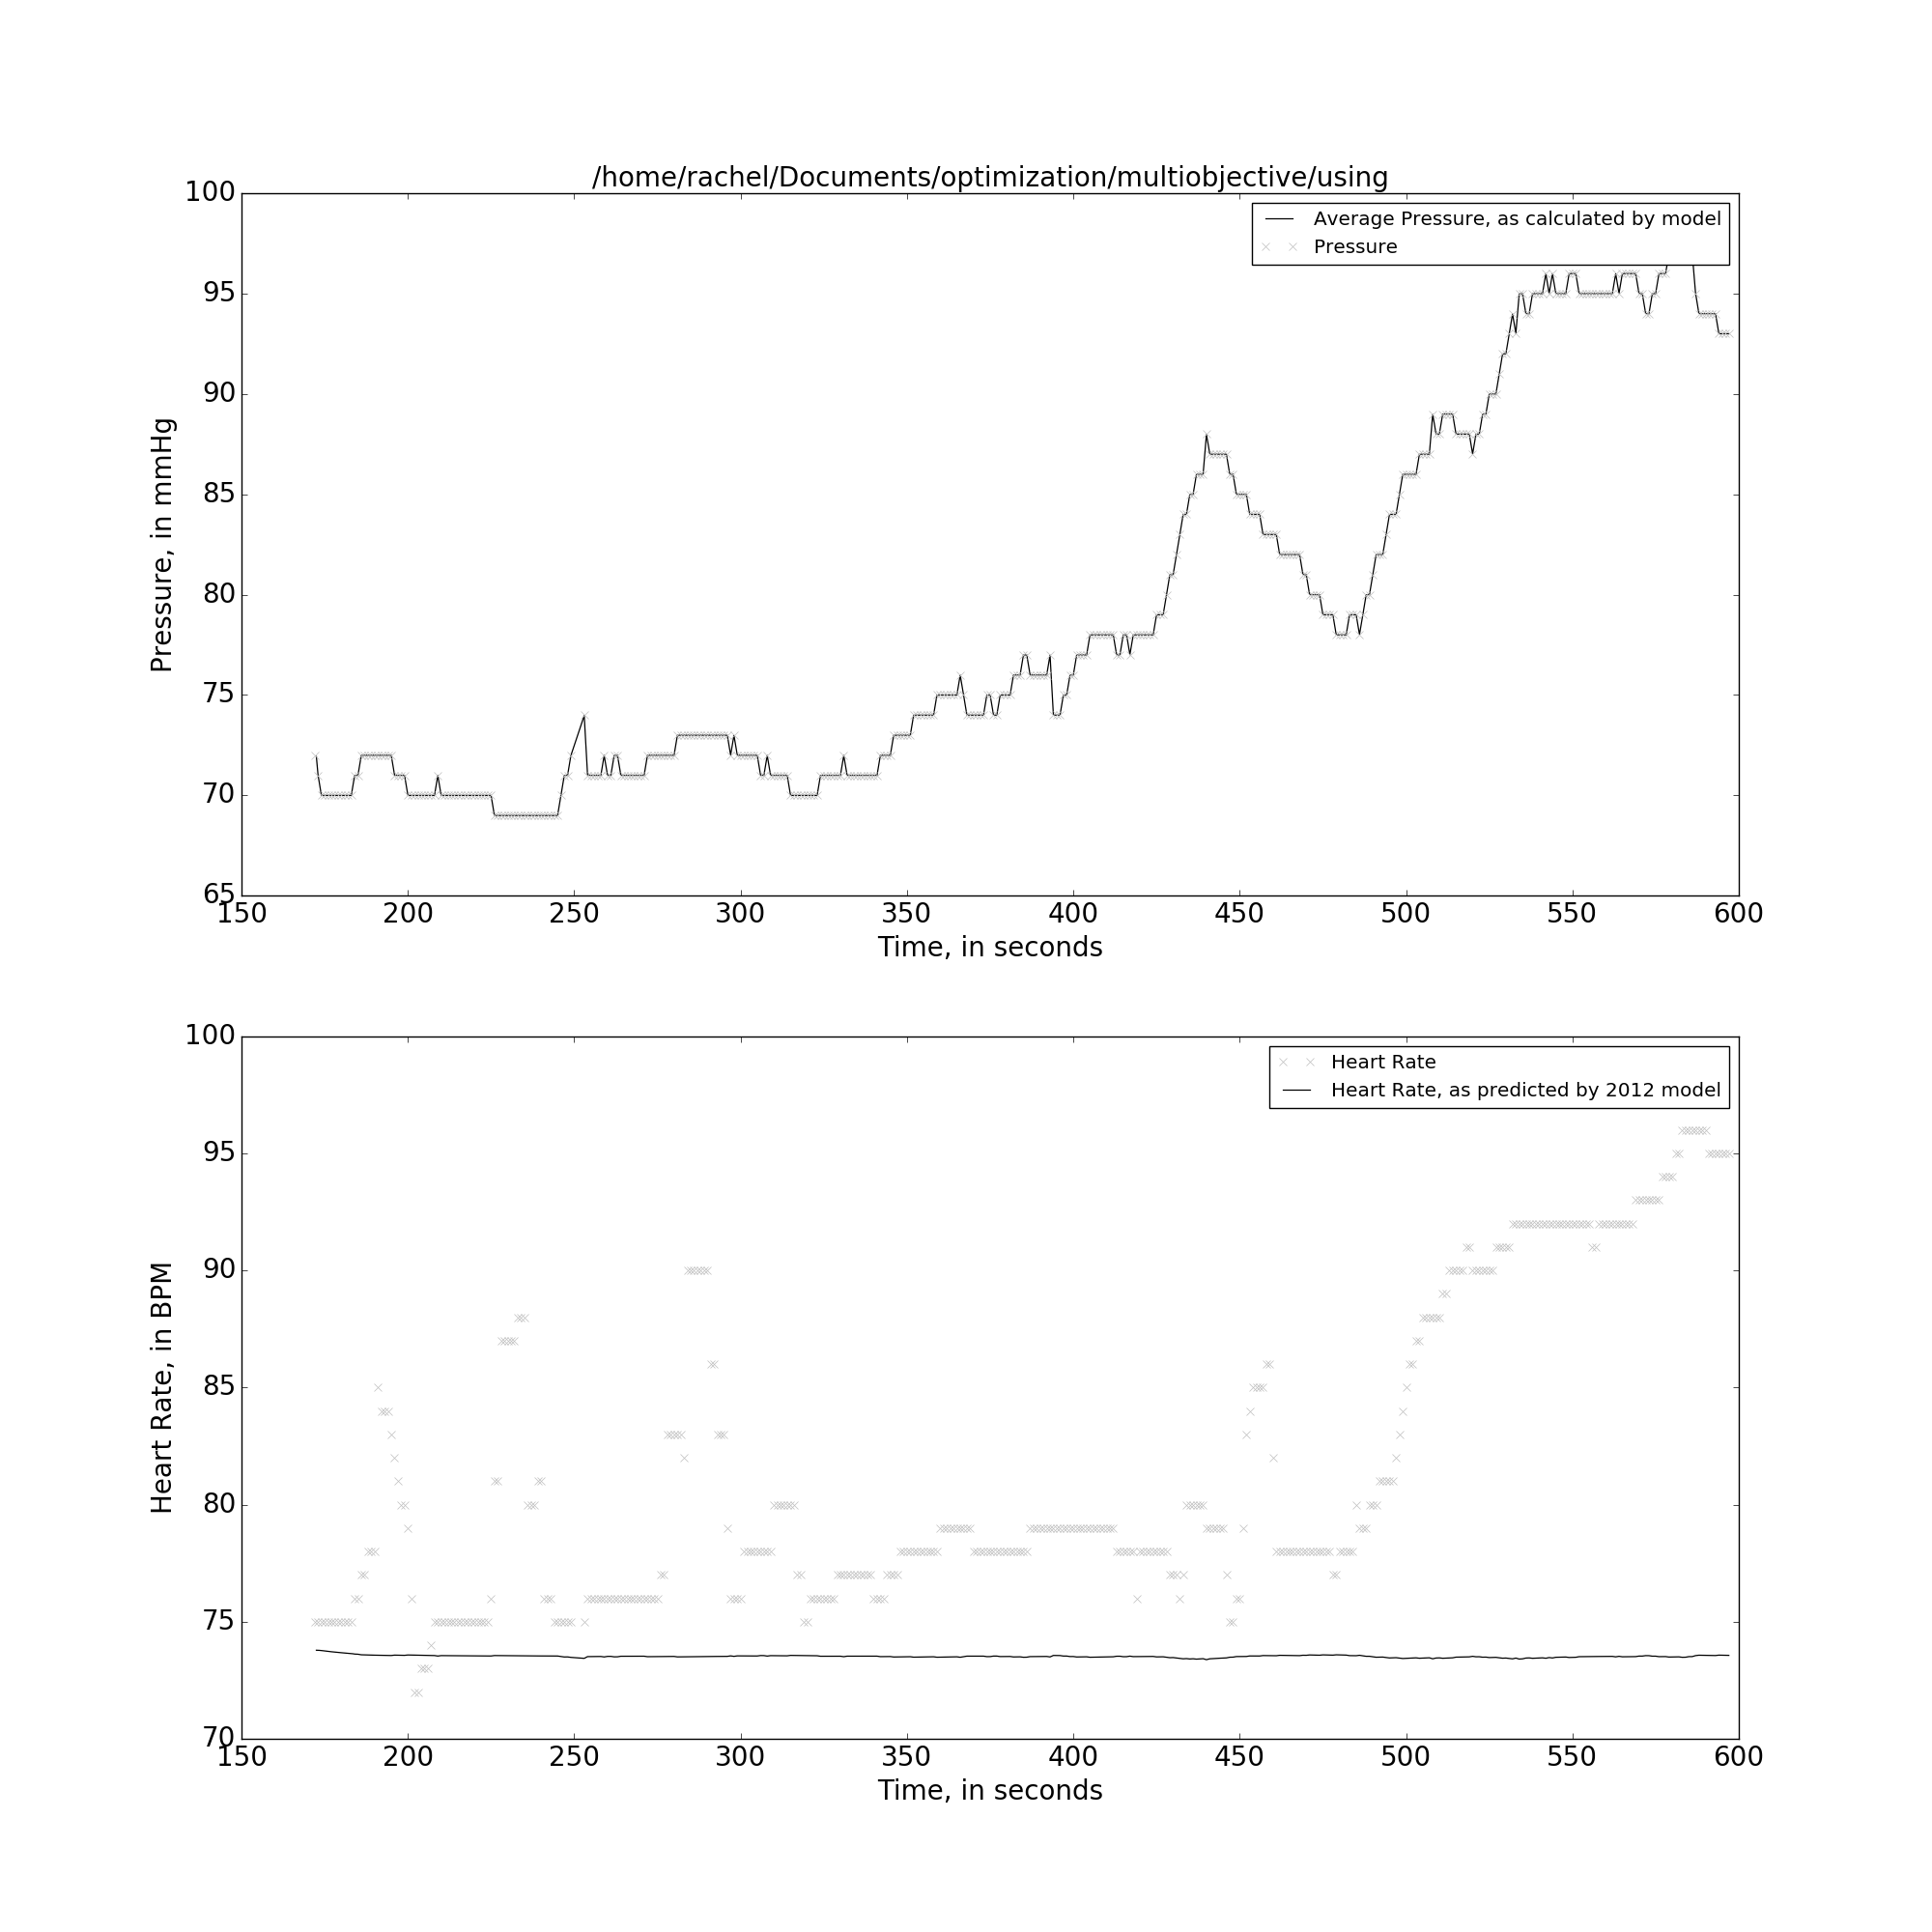 /home/rachel/Documents/optimization/multiobjective/using
100
95
90
85
80
75
70
65
Pressure, in mmHg
Average Pressure, as calculated by model
Pressure
150 200 250 300 350 400 450 500 550 600
Time, in seconds
100
95
90
85
80
75
70
Heart Rate, in BPM
Heart Rate
Heart Rate, as predicted by 2012 model
150 200 250 300 350 400 450 500 550 600
Time, in seconds